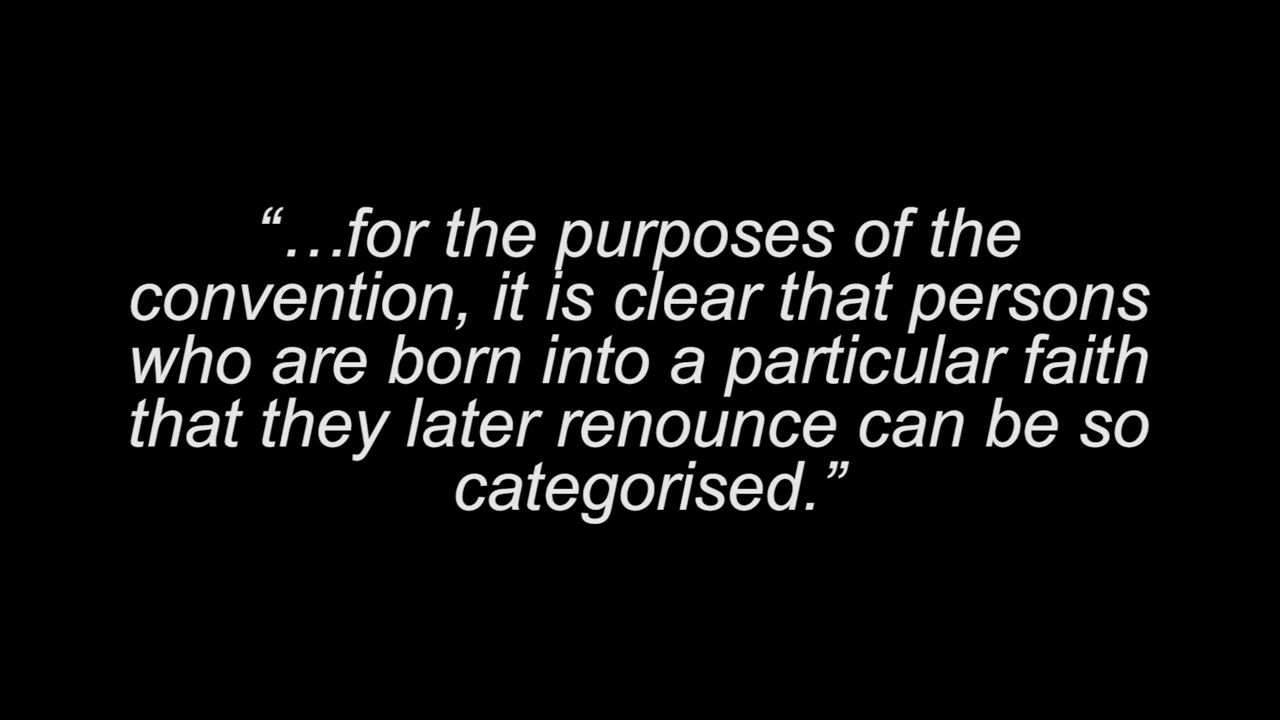 “…for the purposes of the
convention, it is clear that persons
who are born into a particular faith
that they later renounce can be so
categorised.”